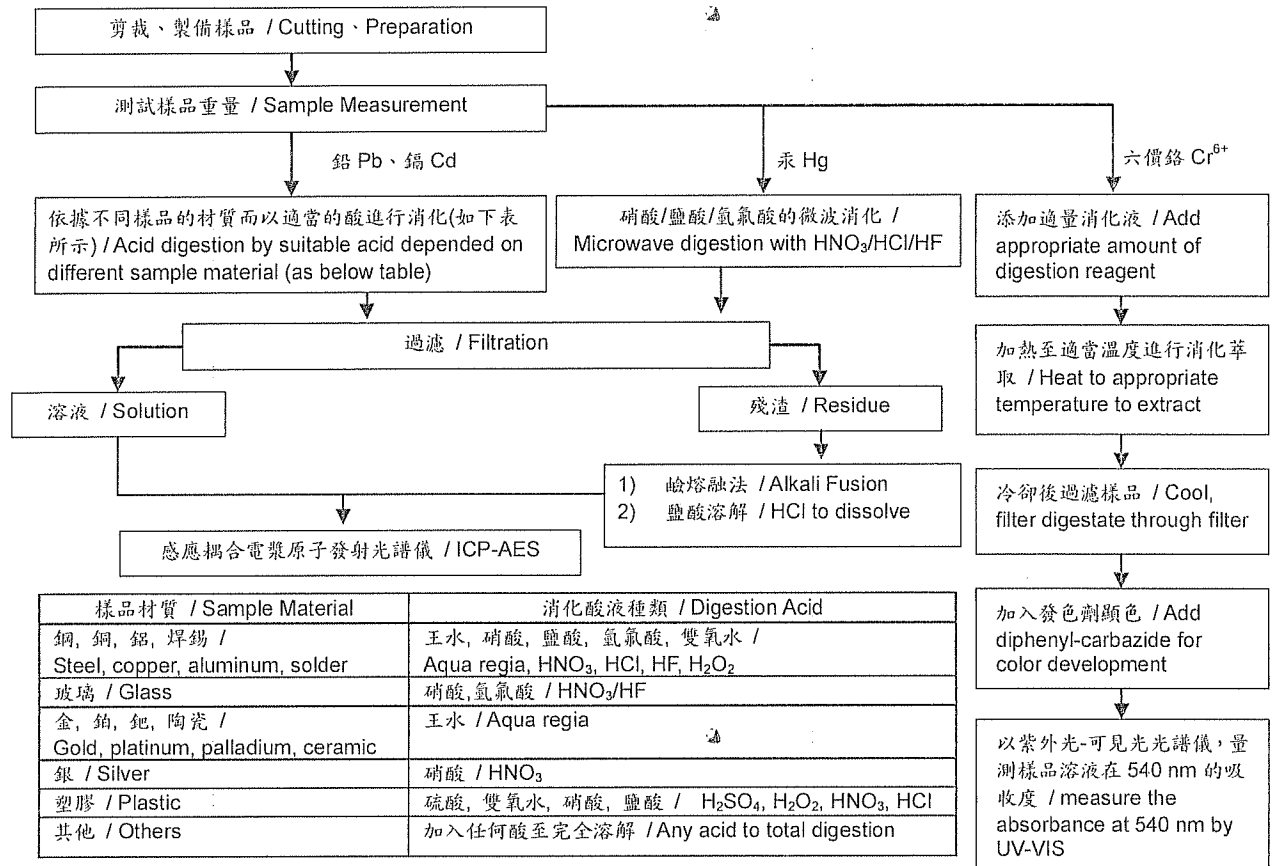 剪裁、製備樣品 / Cutting、Preparation
測試樣品重量 / Sample Measurement
鉛 Pb、鎘 Cd
汞 Hg
六價鉻 Cr⁶⁺
依據不同樣品的材質而以適當的酸進行消化(如下表
所示) / Acid digestion by suitable acid depended on
different sample material (as below table)
硝酸/鹽酸/氫氟酸的微波消化 /
Microwave digestion with HNO₃/HCl/HF
添加適量消化液 / Add
appropriate amount of
digestion reagent
過濾 / Filtration
加熱至適當溫度進行消化萃
取 / Heat to appropriate
temperature to extract
溶液 / Solution
殘渣 / Residue
1) 鹼熔融法 / Alkali Fusion
2) 鹽酸溶解 / HCl to dissolve
冷卻後過濾樣品 / Cool,
filter digestate through filter
感應耦合電漿原子發射光譜儀 / ICP-AES
加入發色劑顯色 / Add
diphenyl-carbazide for
color development
以紫外光-可見光光譜儀，量
測樣品溶液在 540 nm 的吸
收度 / measure the
absorbance at 540 nm by
UV-VIS
樣品材質 / Sample Material 消化酸液種類 / Digestion Acid
鋼, 銅, 鋁, 焊錫 / 王水, 硝酸, 鹽酸, 氫氟酸, 雙氧水 /
Steel, copper, aluminum, solder Aqua regia, HNO₃, HCl, HF, H₂O₂
玻璃 / Glass 硝酸,氫氟酸 / HNO₃/HF
金, 鉑, 鈀, 陶瓷 / 王水 / Aqua regia
Gold, platinum, palladium, ceramic
銀 / Silver 硝酸 / HNO₃
塑膠 / Plastic 硫酸, 雙氧水, 硝酸, 鹽酸 / H₂SO₄, H₂O₂, HNO₃, HCl
其他 / Others 加入任何酸至完全溶解 / Any acid to total digestion